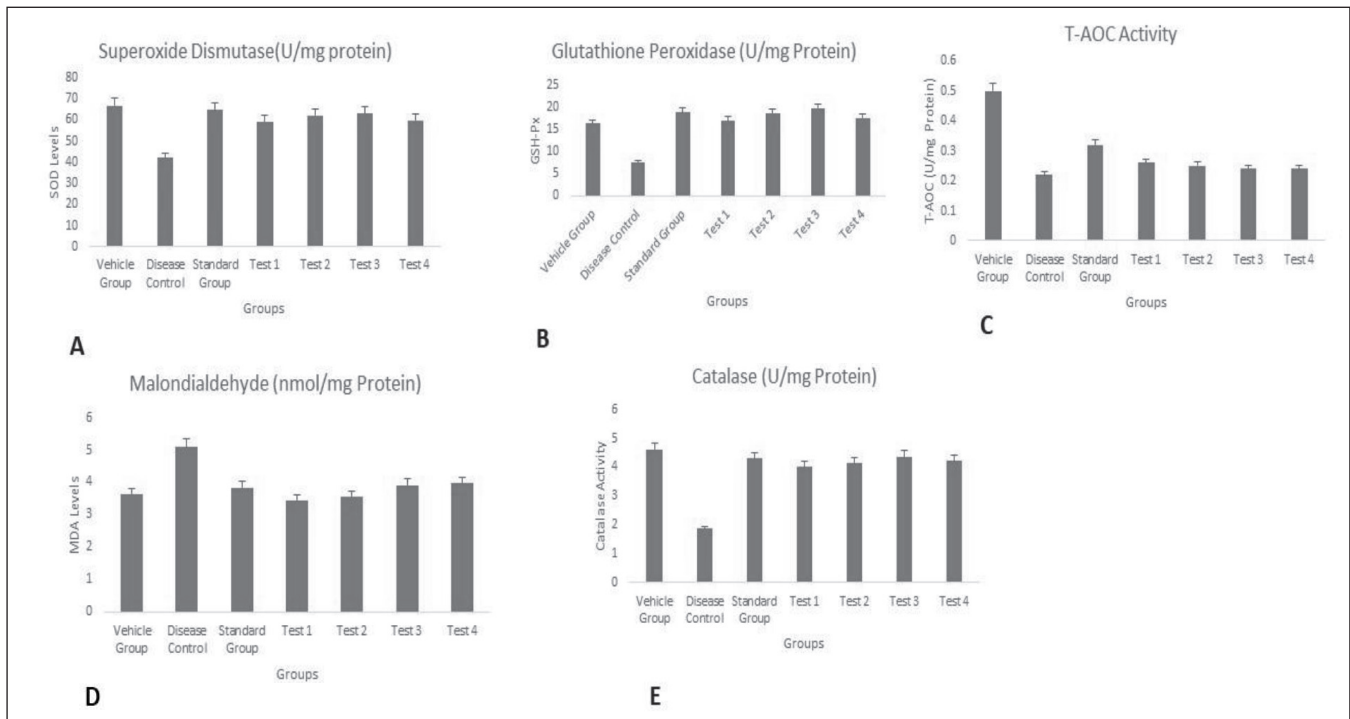 Superoxide Dismutase(U/mg protein)
SOD Levels
80
70
60
50
40
30
20
10
0
Vehicle Group
Disease Control
Standard Group
Test 1
Test 2
Test 3
Test 4
Groups
A
Glutathione Peroxidase (U/mg Protein)
GSH-Px
25
20
15
10
5
0
Vehicle Group
Disease Control
Standard Group
Test 1
Test 2
Test 3
Test 4
Groups
B
T-AOC Activity
T-AOC (U/mg Protein)
0.6
0.5
0.4
0.3
0.2
0.1
0
Vehicle Group
Disease Control
Standard Group
Test 1
Test 2
Test 3
Test 4
Groups
C
Malondialdehyde (nmol/mg Protein)
MDA Levels
6
5
4
3
2
1
0
Vehicle Group
Disease Control
Standard Group
Test 1
Test 2
Test 3
Test 4
Groups
D
Catalase (U/mg Protein)
Catalase Activity
6
5
4
3
2
1
0
Vehicle Group
Disease Control
Standard Group
Test 1
Test 2
Test 3
Test 4
Groups
E